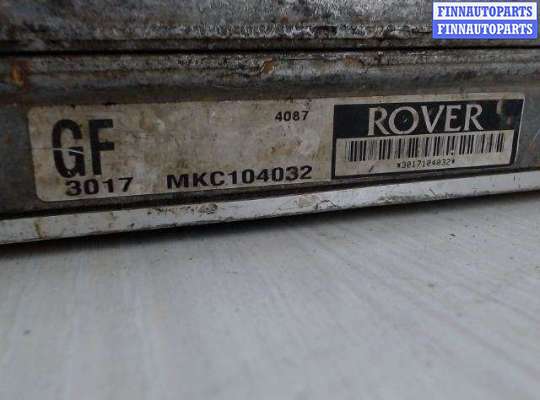 FINNAUTOPARTS
FINNAUTOPARTS
4087
ROVER
GF
*3017104032*
3017 MKC104032